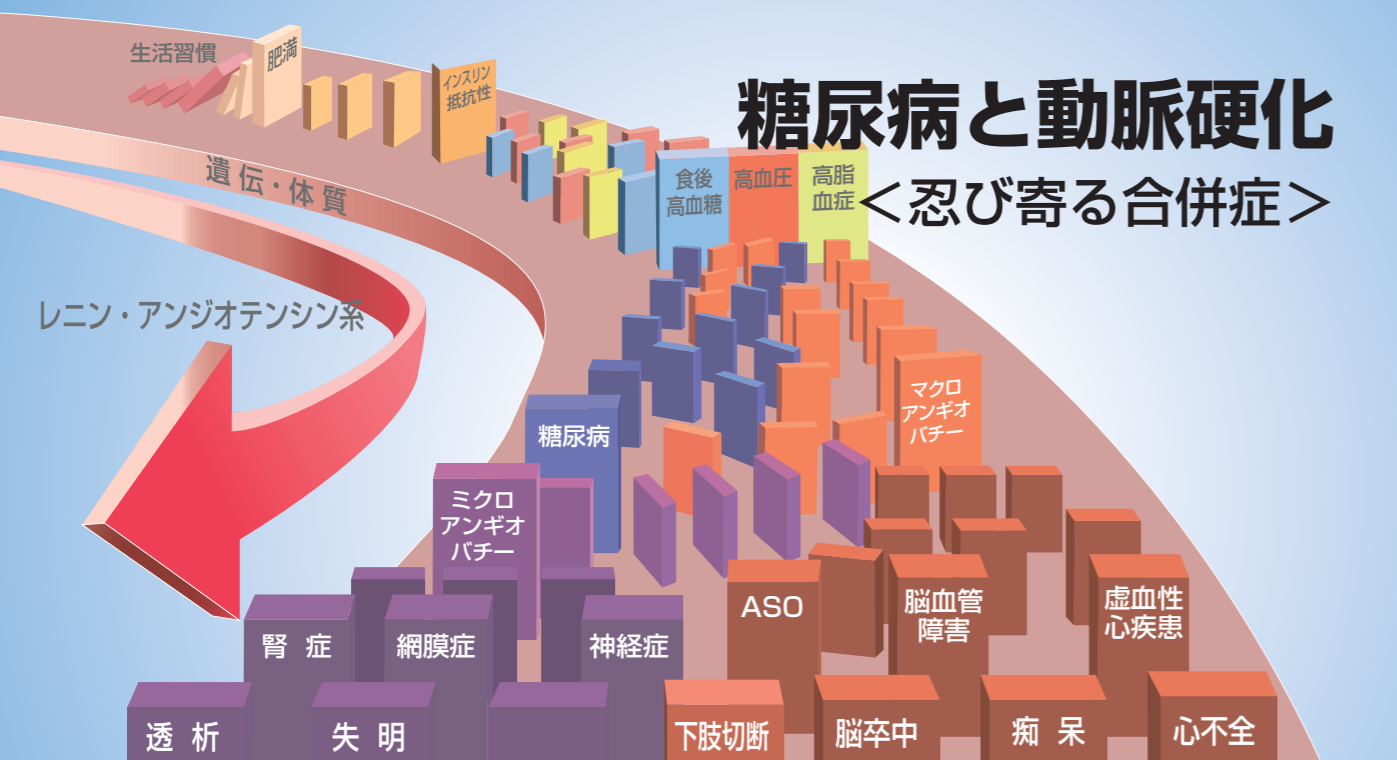 糖尿病と動脈硬化
＜忍び寄る合併症＞
生活習慣
肥満
インスリン
抵抗性
遺伝・体質
食後
高血糖
高血圧
高脂
血症
レニン・アンジオテンシン系
マクロ
アンギオ
バチー
糖尿病
ミクロ
アンギオ
バチー
腎症
網膜症
神経症
ASO
脳血管
障害
虚血性
心疾患
透析
失明
下肢切断
脳卒中
痴呆
心不全